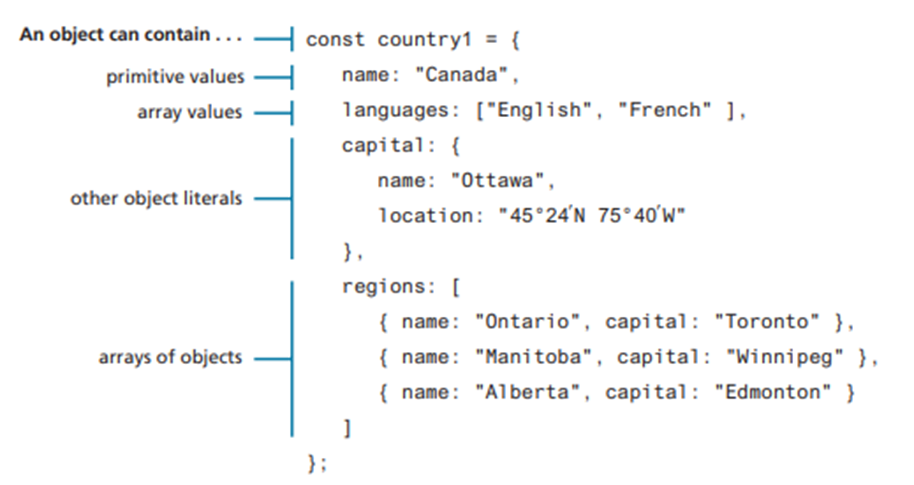 An object can contain . . . const country1 = {
primitive values name: "Canada",
array values languages: ["English", "French" ],
capital: {
name: "Ottawa",
other object literals location: "45°24′N 75°40′W"
},
regions: [
{ name: "Ontario", capital: "Toronto" },
arrays of objects { name: "Manitoba", capital: "Winnipeg" },
{ name: "Alberta", capital: "Edmonton" }
]
};